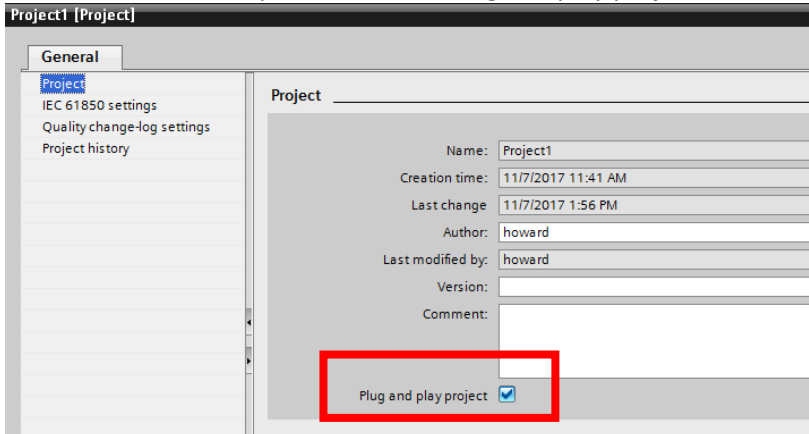 Project1 [Project]
General
Project
IEC 61850 settings
Quality change-log settings
Project history
Project
Name: Project1
Creation time: 11/7/2017 11:41 AM
Last change 11/7/2017 1:56 PM
Author: howard
Last modified by: howard
Version:
Comment:
Plug and play project